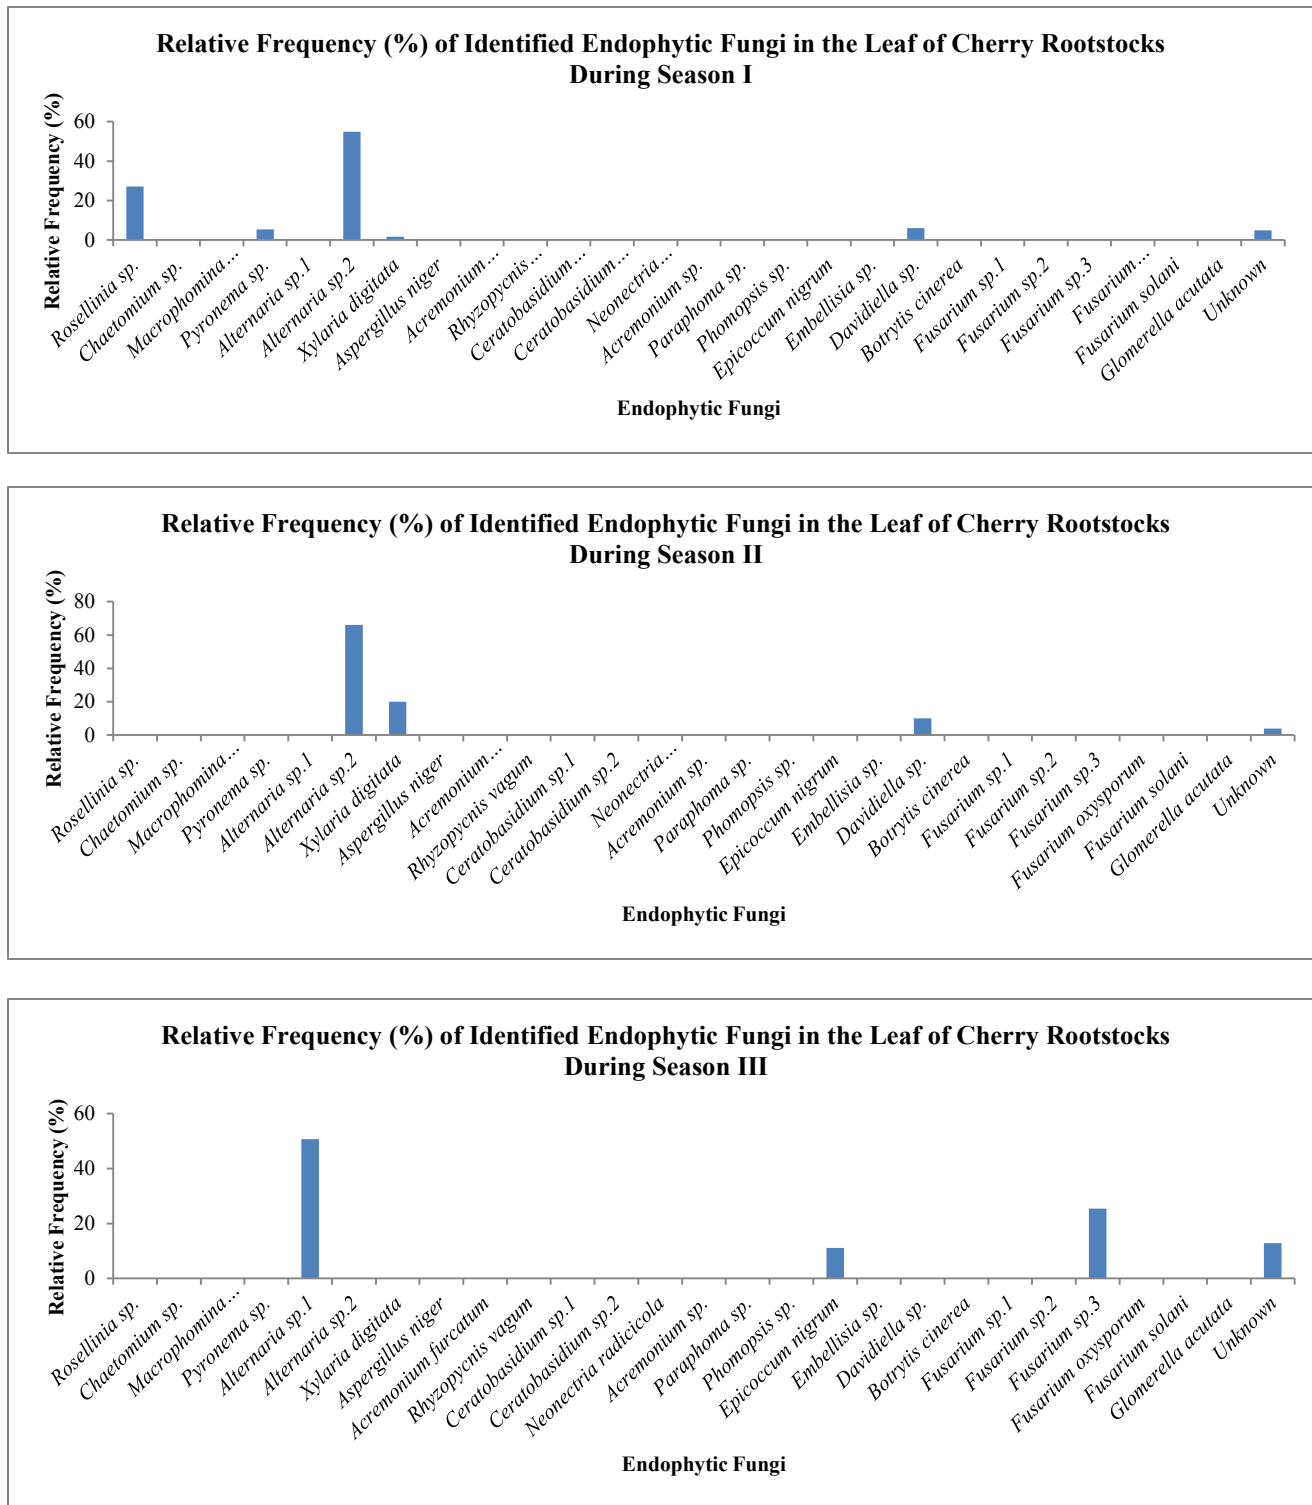 Relative Frequency (%) of Identified Endophytic Fungi in the Leaf of Cherry Rootstocks
During Season I
Relative Frequency (%)
60
40
20
0
Rosellinia sp.
Chaetomium sp.
Macrophomina…
Pyronema sp.
Alternaria sp.1
Alternaria sp.2
Xylaria digitata
Aspergillus niger
Acremonium…
Rhyzopycnis…
Ceratobasidium…
Ceratobasidium…
Neonectria…
Acremonium sp.
Paraphoma sp.
Phomopsis sp.
Epicoccum nigrum
Embellisia sp.
Davidiella sp.
Botrytis cinerea
Fusarium sp.1
Fusarium sp.2
Fusarium sp.3
Fusarium…
Fusarium solani
Glomerella acutata
Unknown
Endophytic Fungi
Relative Frequency (%) of Identified Endophytic Fungi in the Leaf of Cherry Rootstocks
During Season II
Relative Frequency (%)
80
60
40
20
0
Rosellinia sp.
Chaetomium sp.
Macrophomina…
Pyronema sp.
Alternaria sp.1
Alternaria sp.2
Xylaria digitata
Aspergillus niger
Acremonium…
Rhyzopycnis vagum
Ceratobasidium sp.1
Ceratobasidium sp.2
Neonectria…
Acremonium sp.
Paraphoma sp.
Phomopsis sp.
Epicoccum nigrum
Embellisia sp.
Davidiella sp.
Botrytis cinerea
Fusarium sp.1
Fusarium sp.2
Fusarium sp.3
Fusarium oxysporum
Fusarium solani
Glomerella acutata
Unknown
Endophytic Fungi
Relative Frequency (%) of Identified Endophytic Fungi in the Leaf of Cherry Rootstocks
During Season III
Relative Frequency (%)
60
40
20
0
Rosellinia sp.
Chaetomium sp.
Macrophomina…
Pyronema sp.
Alternaria sp.1
Alternaria sp.2
Xylaria digitata
Aspergillus niger
Acremonium furcatum
Rhyzopycnis vagum
Ceratobasidium sp.1
Ceratobasidium sp.2
Neonectria radicicola
Acremonium sp.
Paraphoma sp.
Phomopsis sp.
Epicoccum nigrum
Embellisia sp.
Davidiella sp.
Botrytis cinerea
Fusarium sp.1
Fusarium sp.2
Fusarium sp.3
Fusarium oxysporum
Fusarium solani
Glomerella acutata
Unknown
Endophytic Fungi